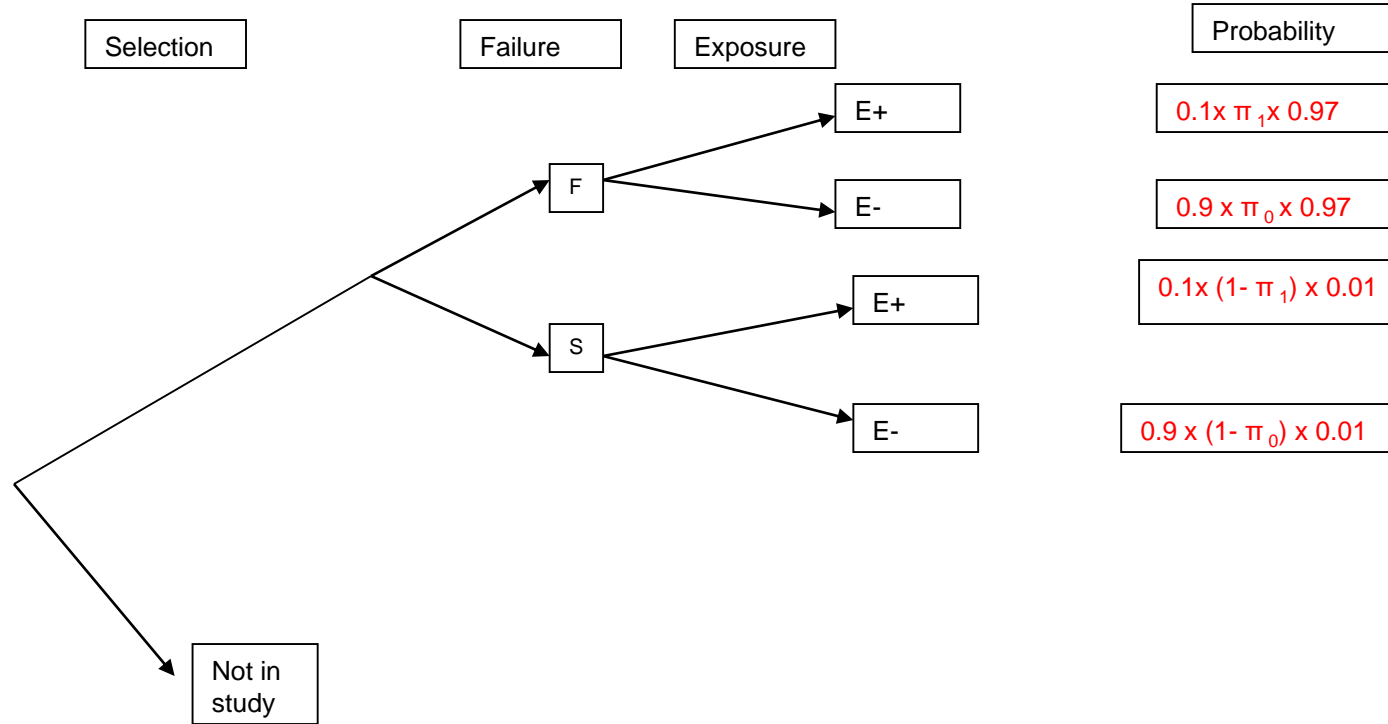 Selection
Failure
Exposure
Probability
E+
0.1x π ₁x 0.97
F
E-
0.9 x π ₀ x 0.97
E+
0.1x (1- π ₁) x 0.01
S
E-
0.9 x (1- π ₀) x 0.01
Not in
study